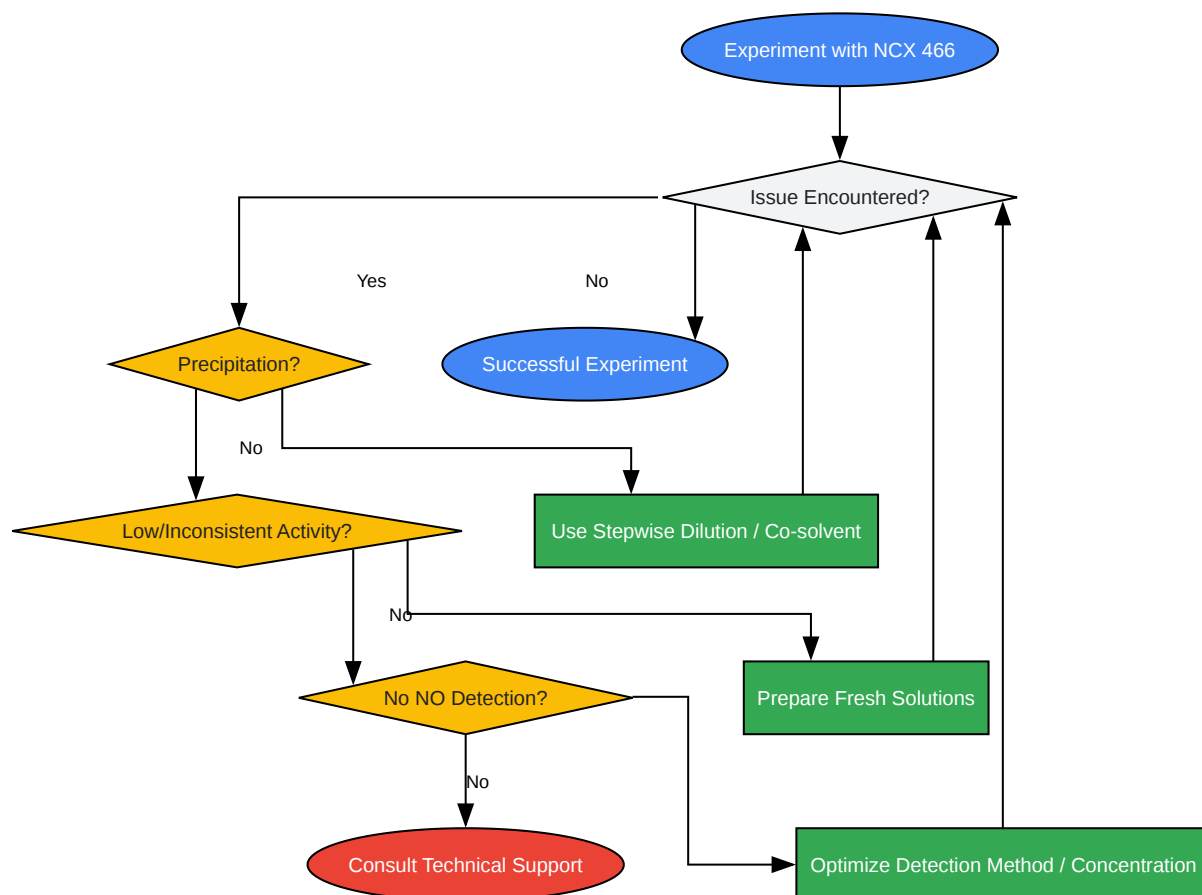 Experiment with NCX 466
Issue Encountered?
Yes
No
Precipitation?
Successful Experiment
No
Low/Inconsistent Activity?
Use Stepwise Dilution / Co-solvent
No
No NO Detection?
Prepare Fresh Solutions
No
Consult Technical Support
Optimize Detection Method / Concentration